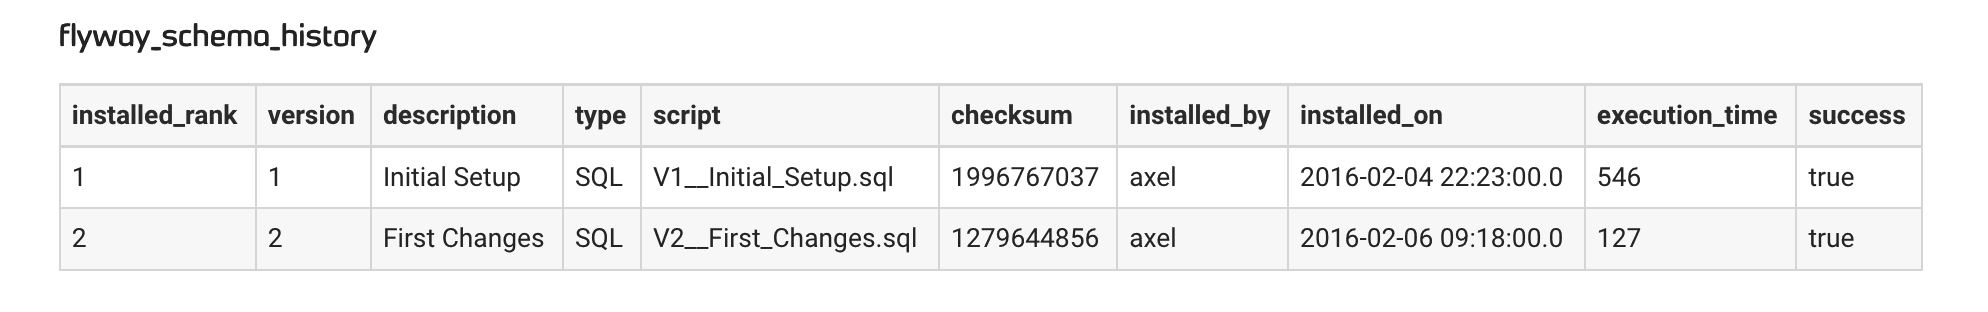 flyway_schema_history
installed_rank version description type script checksum installed_by installed_on execution_time success
1 1 Initial Setup SQL V1__Initial_Setup.sql 1996767037 axel 2016-02-04 22:23:00.0 546 true
2 2 First Changes SQL V2__First_Changes.sql 1279644856 axel 2016-02-06 09:18:00.0 127 true